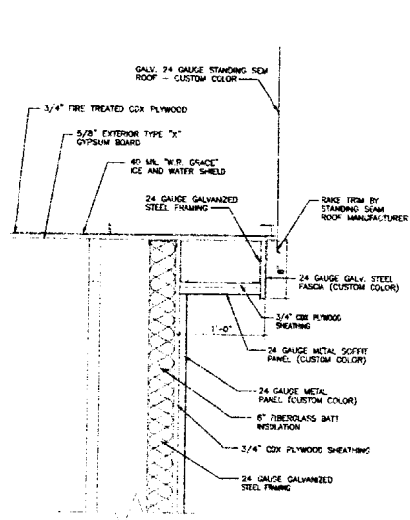 GALV. 24 GAUGE STANDING SEM
ROOF - CUSTOM COLOR
3/4" FIRE TREATED CDX PLYWOOD
5/8" EXTERIOR TYPE "X"
GYPSUM BOARD
40 MIL "W.R. GRACE"
ICE AND WATER SHIELD
24 GAUGE GALVANIZED
STEEL FRAMING
RAKE TRIM BY
STANDING SEAM
ROOF MANUFACTURER
24 GAUGE GALV. STEEL
FASCIA (CUSTOM COLOR)
3/4" CDX PLYWOOD
SHEATHING
1'-0"
24 GAUGE METAL SOFFIT
PANEL (CUSTOM COLOR)
24 GAUGE METAL
PANEL (CUSTOM COLOR)
6" FIBERGLASS BATT
INSOLATION
3/4" CDX PLYWOOD SHEATHING
24 GAUGE GALVANIZED
STEEL FRAMING